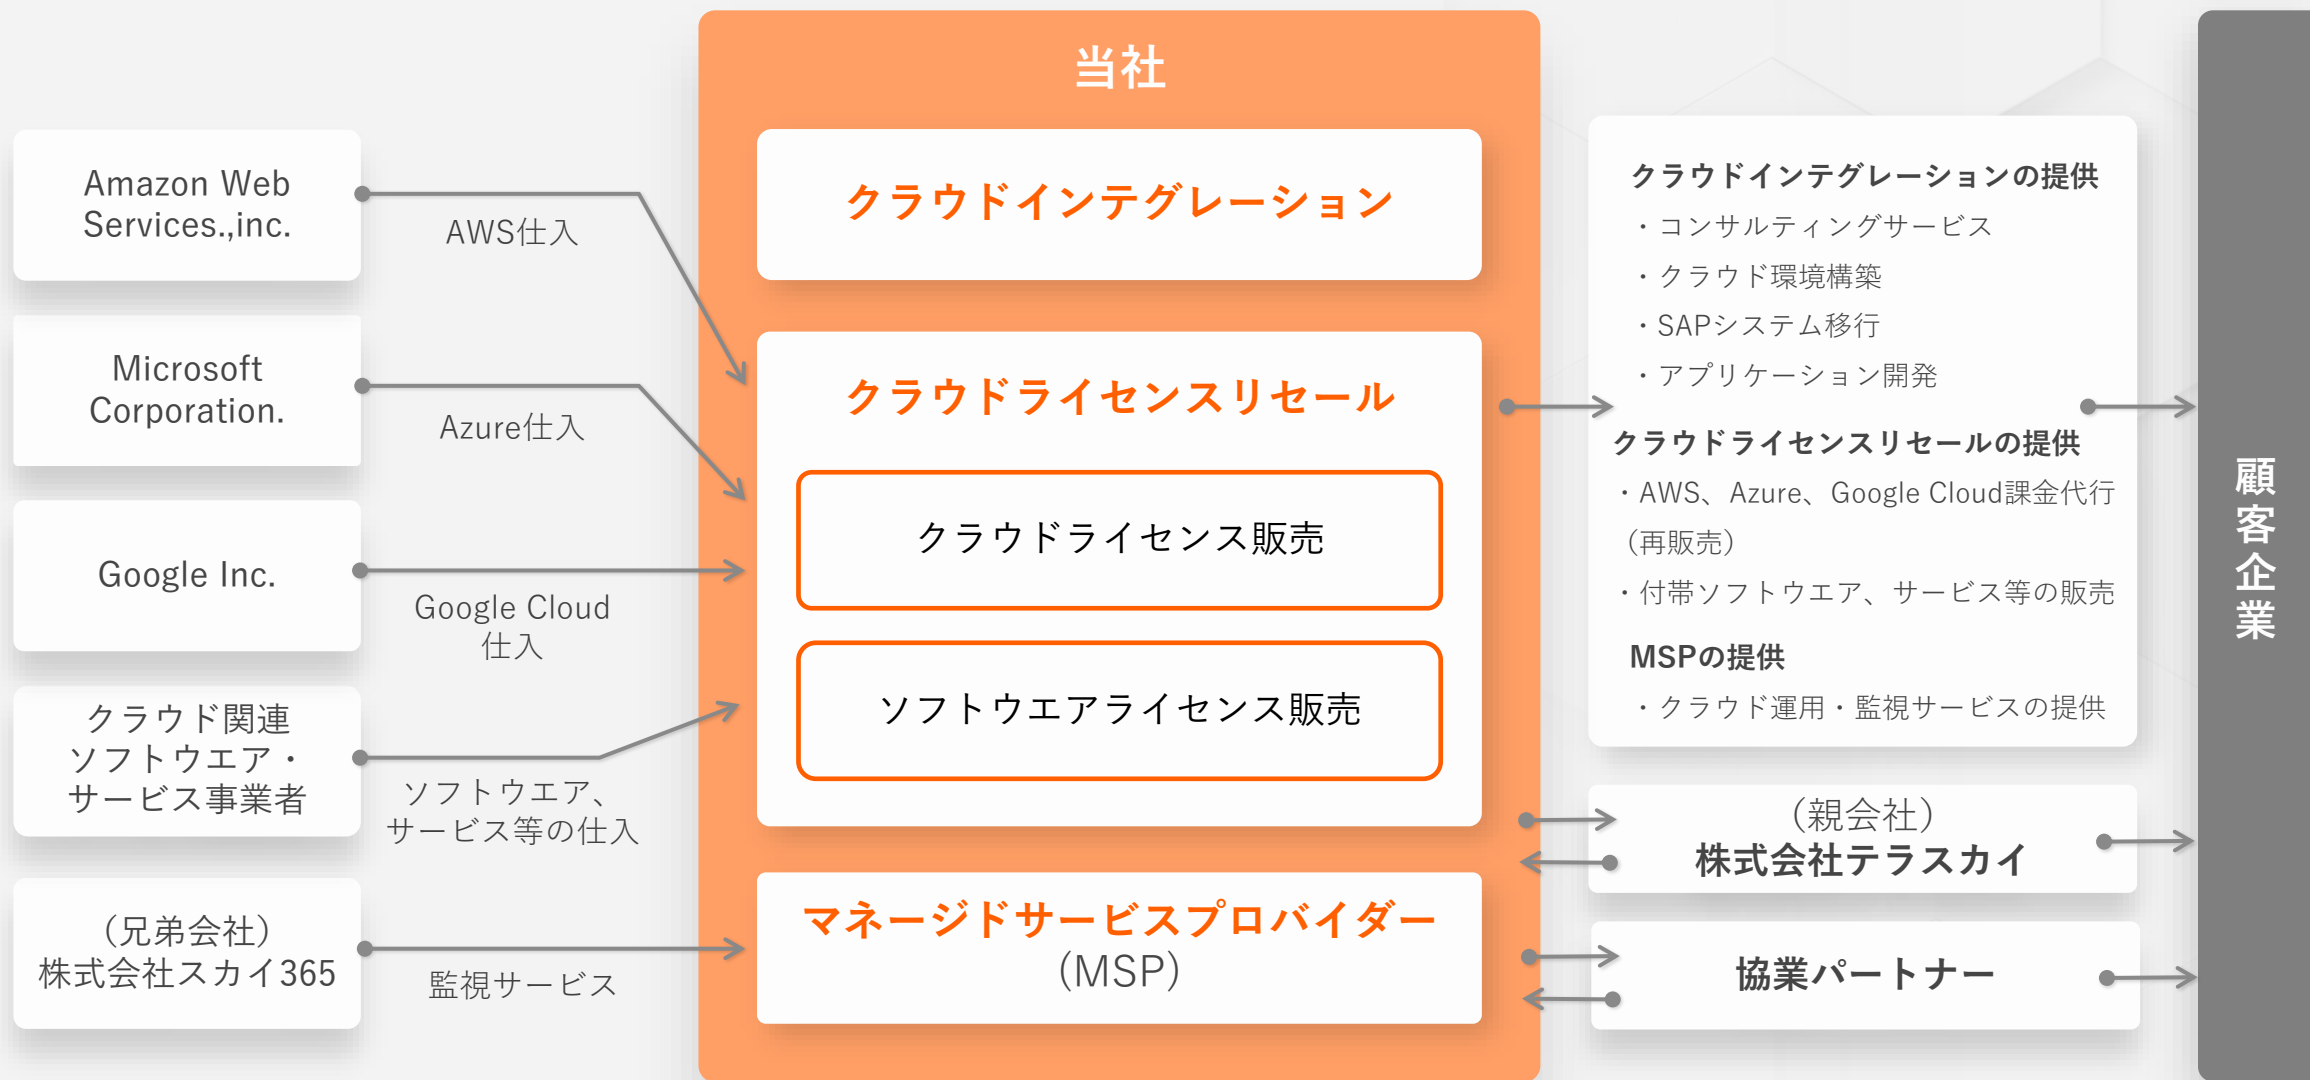 当社
Amazon Web
Services.,inc.
AWS仕入
Microsoft
Corporation.
Azure仕入
Google Inc.
Google Cloud
仕入
クラウド関連
ソフトウエア・
サービス事業者
ソフトウエア、
サービス等の仕入
（兄弟会社）
株式会社スカイ365
監視サービス
クラウドインテグレーション
クラウドライセンスリセール
クラウドライセンス販売
ソフトウエアライセンス販売
マネージドサービスプロバイダー
（MSP）
クラウドインテグレーションの提供
・コンサルティングサービス
・クラウド環境構築
・SAPシステム移行
・アプリケーション開発
クラウドライセンスリセールの提供
・AWS、Azure、Google Cloud課金代行
（再販売）
・付帯ソフトウエア、サービス等の販売
MSPの提供
・クラウド運用・監視サービスの提供
（親会社）
株式会社テラスカイ
協業パートナー
顧客企業